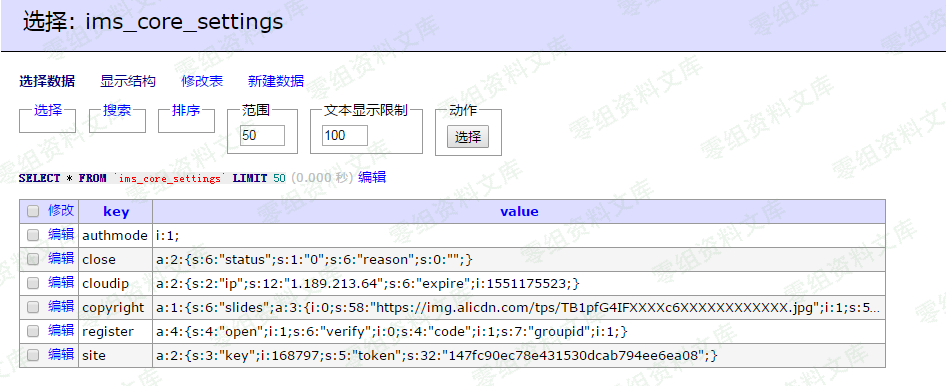 选择: ims_core_settings
选择数据 显示结构 修改表 新建数据
选择 搜索 排序 范围 文本显示限制 动作
50 100 选择
SELECT * FROM `ims_core_settings` LIMIT 50 (0.000 秒) 编辑
修改 key value
编辑 authmode i:1;
编辑 close a:2:{s:6:"status";s:1:"0";s:6:"reason";s:0:"";}
编辑 cloudip a:2:{s:2:"ip";s:12:"1.189.213.64";s:6:"expire";i:1551175523;}
编辑 copyright a:1:{s:6:"slides";a:3:{i:0;s:58:"https://img.alicdn.com/tps/TB1pfG4IFXXXXc6XXXXXXXXXXXX.jpg";i:1;s:5...
编辑 register a:4:{s:4:"open";i:1;s:6:"verify";i:0;s:4:"code";i:1;s:7:"groupid";i:1;}
编辑 site a:2:{s:3:"key";i:168797;s:5:"token";s:32:"147fc90ec78e431530dcab794ee6ea08";}
零组资料文库